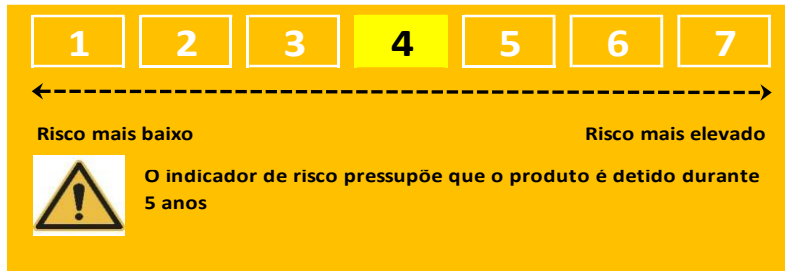 1 2 3 4 5 6 7
Risco mais baixo Risco mais elevado
O indicador de risco pressupõe que o produto é detido durante
5 anos